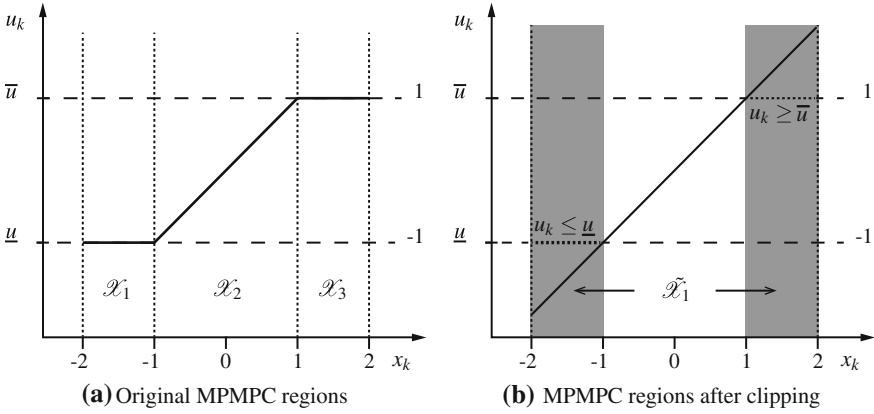 u_k
u̅ 1
u̲ -1
𝒳₁ 𝒳₂ 𝒳₃
-2 -1 0 1 2 x_k
(a) Original MPMPC regions
u_k
u̅ 1
u_k ≥ u̅
u_k ≤ u̲
u̲ -1
𝒳̃₁
-2 -1 0 1 2 x_k
(b) MPMPC regions after clipping